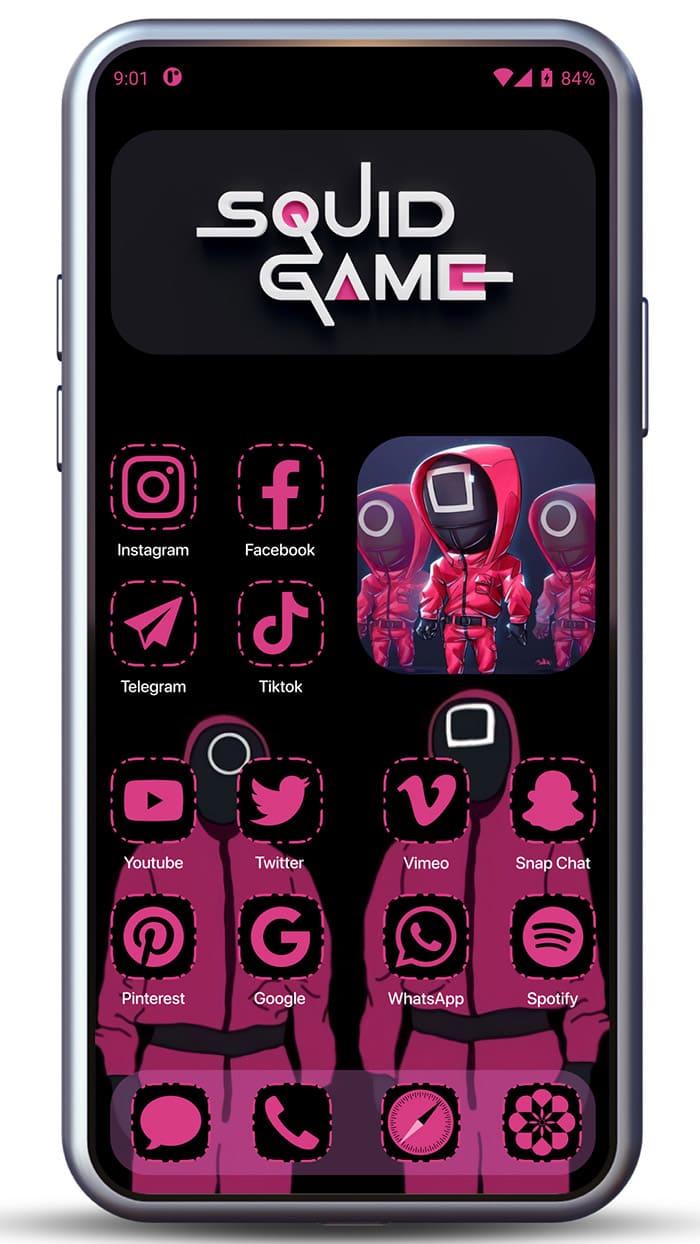 9:01
84%
SQUID
GAME
Instagram
Facebook
Telegram
Tiktok
Youtube
Twitter
Vimeo
Snap Chat
Pinterest
Google
WhatsApp
Spotify